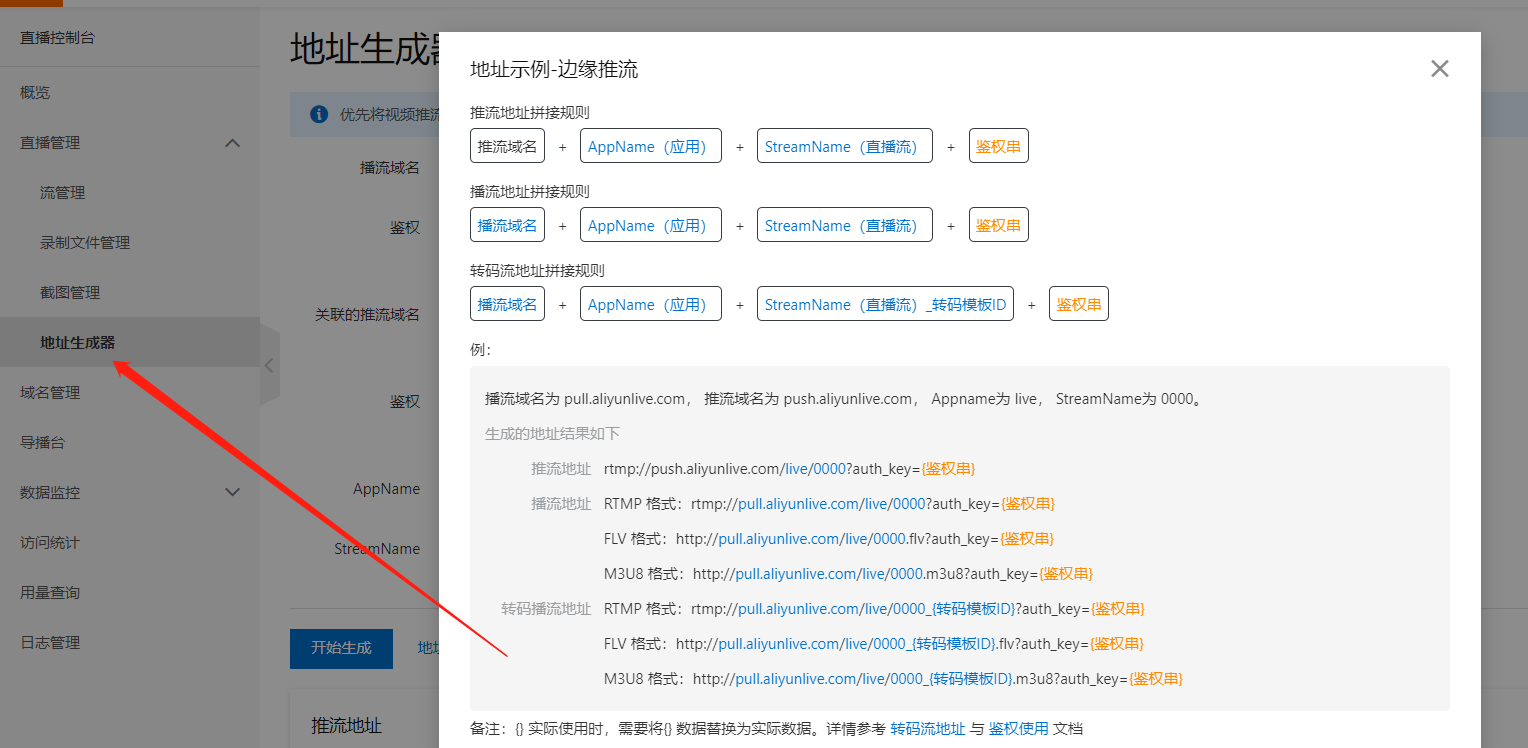 直播控制台
概览
直播管理
流管理
录制文件管理
截图管理
地址生成器
域名管理
导播台
数据监控
访问统计
用量查询
日志管理
地址生成器
优先将视频推流
播流域名
鉴权
关联的推流域名
鉴权
AppName
StreamName
开始生成 地址
推流地址
地址示例-边缘推流
推流地址拼接规则
推流域名 + AppName（应用） + StreamName（直播流） + 鉴权串
播流地址拼接规则
播流域名 + AppName（应用） + StreamName（直播流） + 鉴权串
转码流地址拼接规则
播流域名 + AppName（应用） + StreamName（直播流）_转码模板ID + 鉴权串
例：
播流域名为 pull.aliyunlive.com， 推流域名为 push.aliyunlive.com， Appname为 live， StreamName为 0000。
生成的地址结果如下
推流地址 rtmp://push.aliyunlive.com/live/0000?auth_key={鉴权串}
播流地址 RTMP 格式：rtmp://pull.aliyunlive.com/live/0000?auth_key={鉴权串}
FLV 格式：http://pull.aliyunlive.com/live/0000.flv?auth_key={鉴权串}
M3U8 格式：http://pull.aliyunlive.com/live/0000.m3u8?auth_key={鉴权串}
转码播流地址 RTMP 格式：rtmp://pull.aliyunlive.com/live/0000_{转码模板ID}?auth_key={鉴权串}
FLV 格式：http://pull.aliyunlive.com/live/0000_{转码模板ID}.flv?auth_key={鉴权串}
M3U8 格式：http://pull.aliyunlive.com/live/0000_{转码模板ID}.m3u8?auth_key={鉴权串}
备注：{} 实际使用时，需要将{} 数据替换为实际数据。详情参考 转码流地址 与 鉴权使用 文档